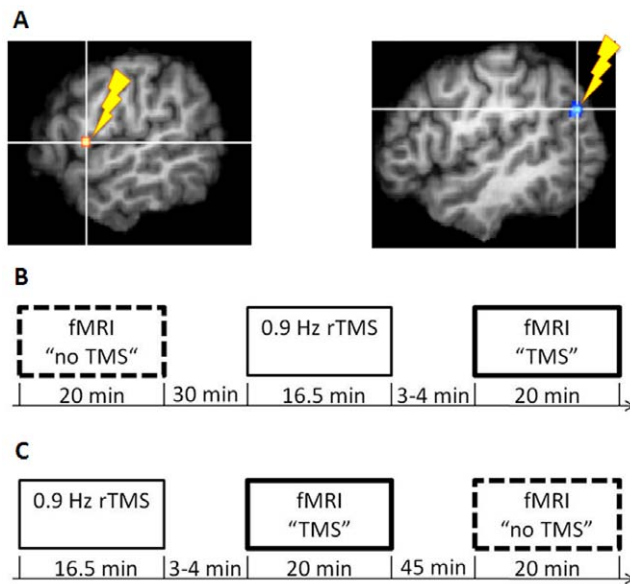 A
B
fMRI
“no TMS“
0.9 Hz rTMS
fMRI
“TMS”
20 min
30 min
16.5 min
3-4 min
20 min
C
0.9 Hz rTMS
fMRI
“TMS”
fMRI
“no TMS”
16.5 min
3-4 min
20 min
45 min
20 min